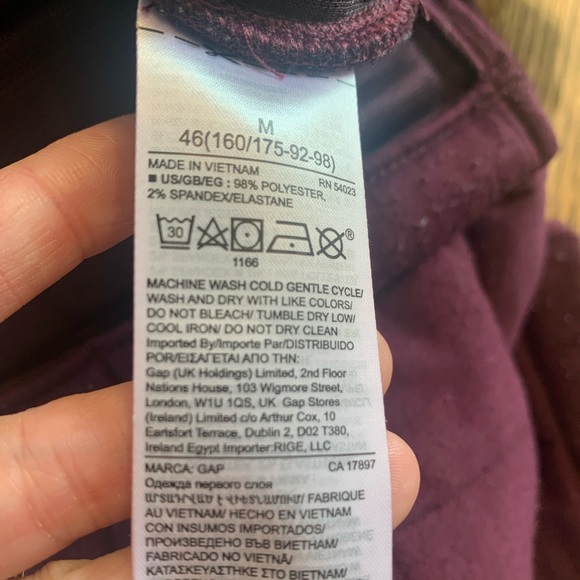 M
46(160/175-92-98)
MADE IN VIETNAM RN 54023
■ US/GB/EG : 98% POLYESTER,
2% SPANDEX/ELASTANE
30 ®
1166
MACHINE WASH COLD GENTLE CYCLE/
WASH AND DRY WITH LIKE COLORS/
DO NOT BLEACH/ TUMBLE DRY LOW/
COOL IRON/ DO NOT DRY CLEAN
Imported By/Importe Par/DISTRIBUIDO
POR/ΕΙΣΑΓΕΤΑΙ ΑΠΟ ΤΗΝ:
Gap (UK Holdings) Limited, 2nd Floor
Nations House, 103 Wigmore Street,
London, W1U 1QS, UK Gap Stores
(Ireland) Limited c/o Arthur Cox, 10
Earlsfort Terrace, Dublin 2, D02 T380,
Ireland Egypt Importer:RIGE, LLC
MARCA: GAP CA 17897
Одежда первого слоя
FABRIQUE
AU VIETNAM/ HECHO EN VIETNAM
CON INSUMOS IMPORTADOS/
ПРОИЗВЕДЕНО ВЪВ ВИЕТНАМ/
FABRICADO NO VIETNÃ/
ΚΑΤΑΣΚΕΥΑΣΤΗΚΕ ΣΤΟ ΒΙΕΤΝΑΜ/